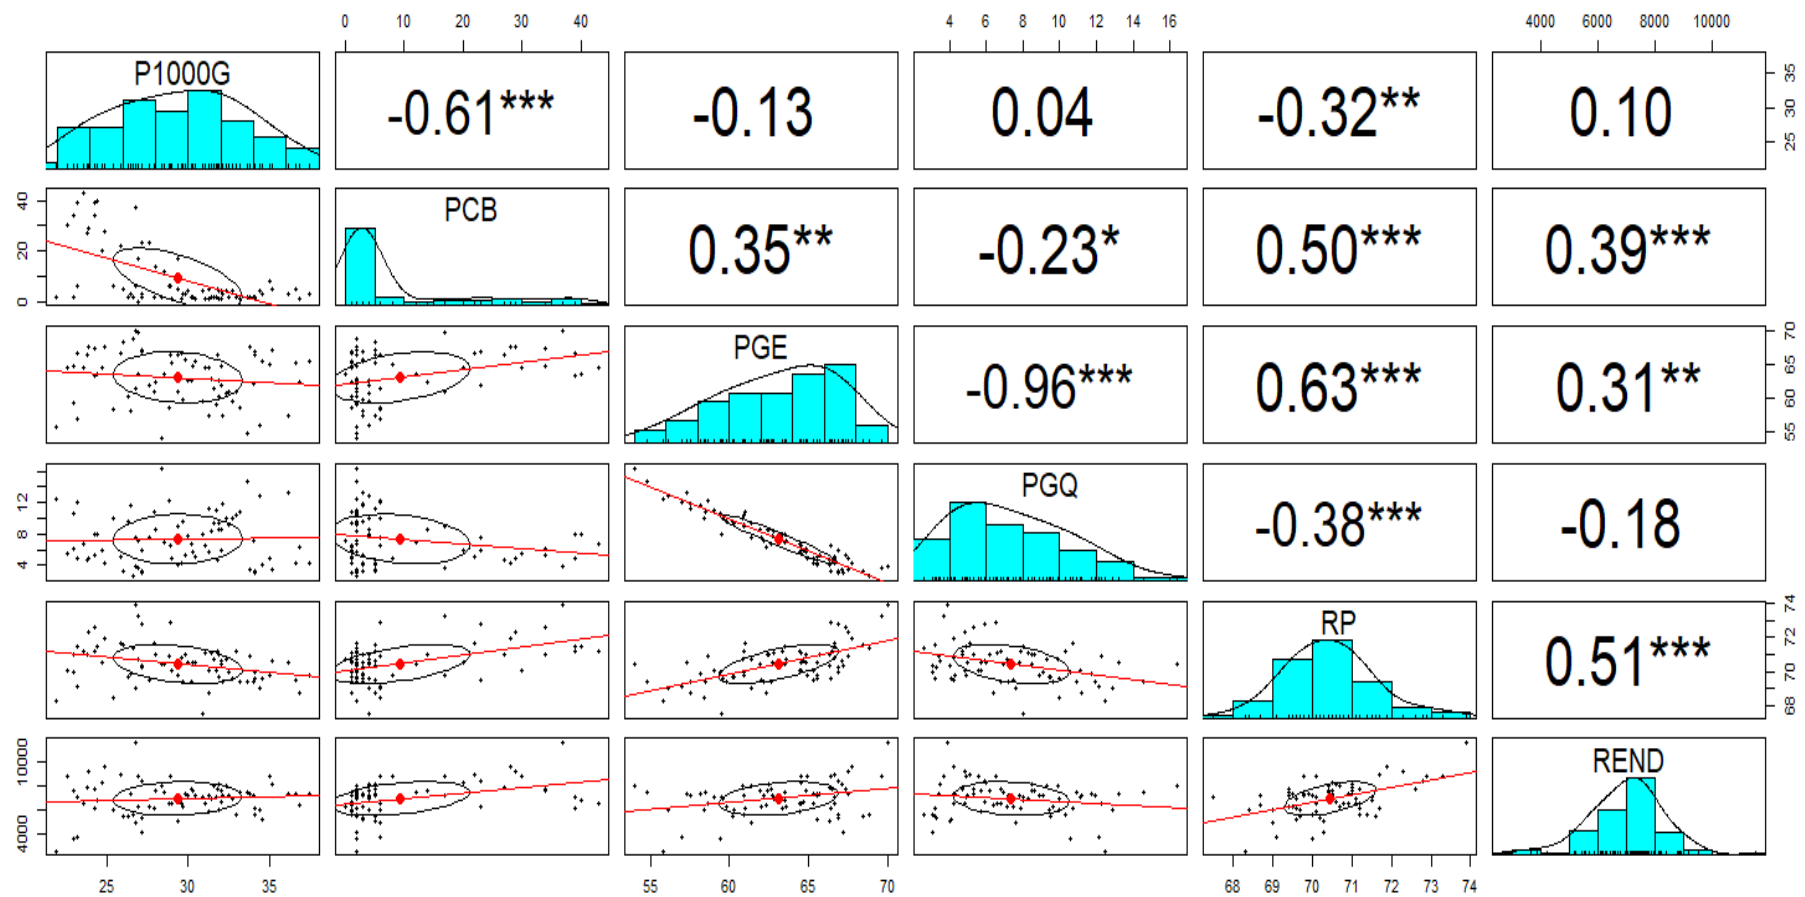 0 10 20 30 40 4 6 8 10 12 14 16 4000 6000 8000 10000
P1000G -0.61*** -0.13 0.04 -0.32** 0.10 25 30 35
0 20 40 PCB 0.35** -0.23* 0.50*** 0.39***
PGE -0.96*** 0.63*** 0.31** 55 60 65 70
4 8 12 PGQ -0.38*** -0.18
RP 0.51*** 68 70 72 74
4000 10000 REND
25 30 35 55 60 65 70 68 69 70 71 72 73 74